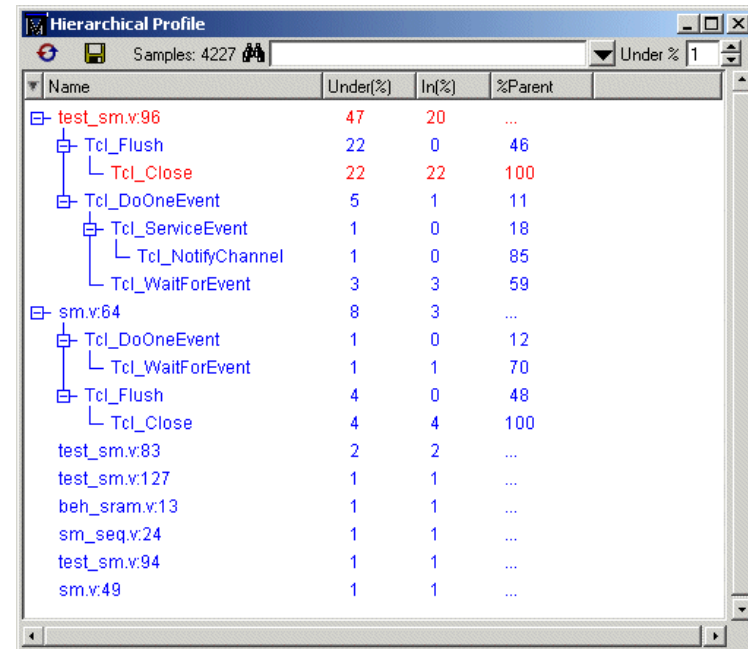 Hierarchical Profile
Samples: 4227 Under % 1
Name Under(%) In(%) %Parent
test_sm.v:96 47 20 ...
Tcl_Flush 22 0 46
Tcl_Close 22 22 100
Tcl_DoOneEvent 5 1 11
Tcl_ServiceEvent 1 0 18
Tcl_NotifyChannel 1 0 85
Tcl_WaitForEvent 3 3 59
sm.v:64 8 3 ...
Tcl_DoOneEvent 1 0 12
Tcl_WaitForEvent 1 1 70
Tcl_Flush 4 0 48
Tcl_Close 4 4 100
test_sm.v:83 2 2 ...
test_sm.v:127 1 1 ...
beh_sram.v:13 1 1 ...
sm_seq.v:24 1 1 ...
test_sm.v:94 1 1 ...
sm.v:49 1 1 ...